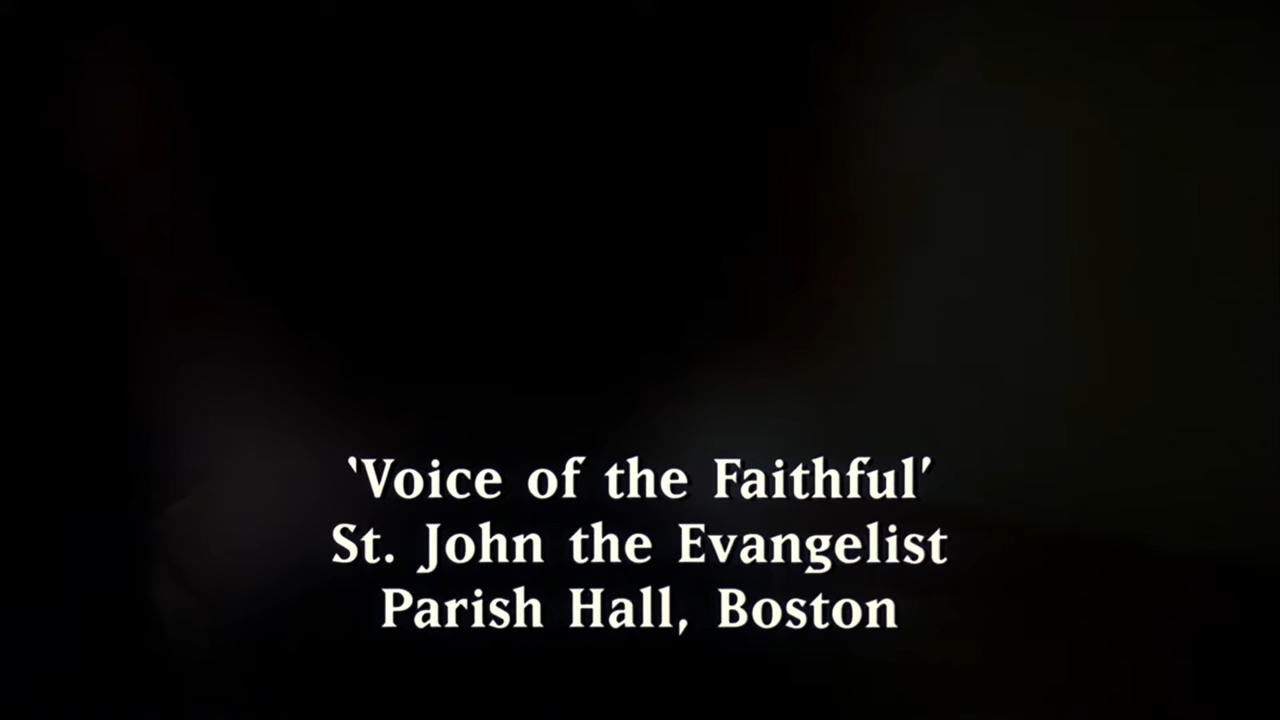 ‘Voice of the Faithful’
St. John the Evangelist
Parish Hall, Boston